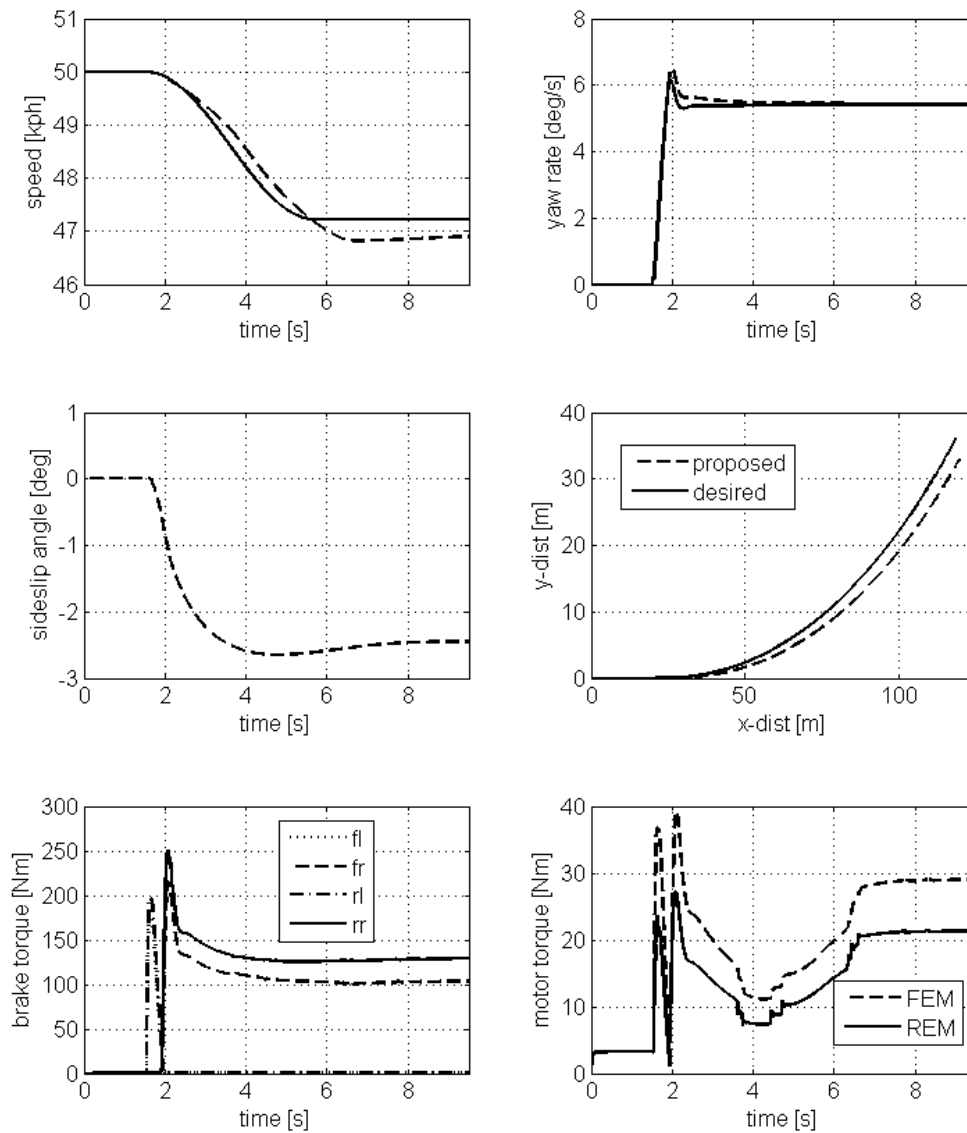 51
50
49
48
47
46
speed [kph]
0 2 4 6 8
time [s]
8
6
4
2
0
yaw rate [deg/s]
0 2 4 6 8
time [s]
1
0
-1
-2
-3
sideslip angle [deg]
0 2 4 6 8
time [s]
40
30
20
10
0
y-dist [m]
proposed
desired
0 50 100
x-dist [m]
300
250
200
150
100
50
0
brake torque [Nm]
fl
fr
rl
rr
0 2 4 6 8
time [s]
40
30
20
10
0
motor torque [Nm]
FEM
REM
0 2 4 6 8
time [s]